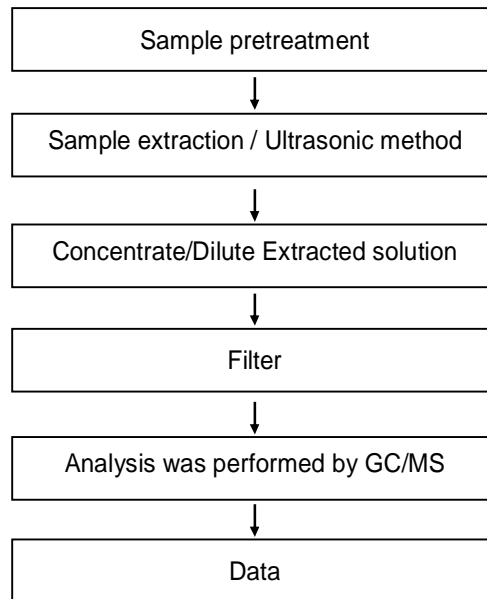 Sample pretreatment
Sample extraction / Ultrasonic method
Concentrate/Dilute Extracted solution
Filter
Analysis was performed by GC/MS
Data